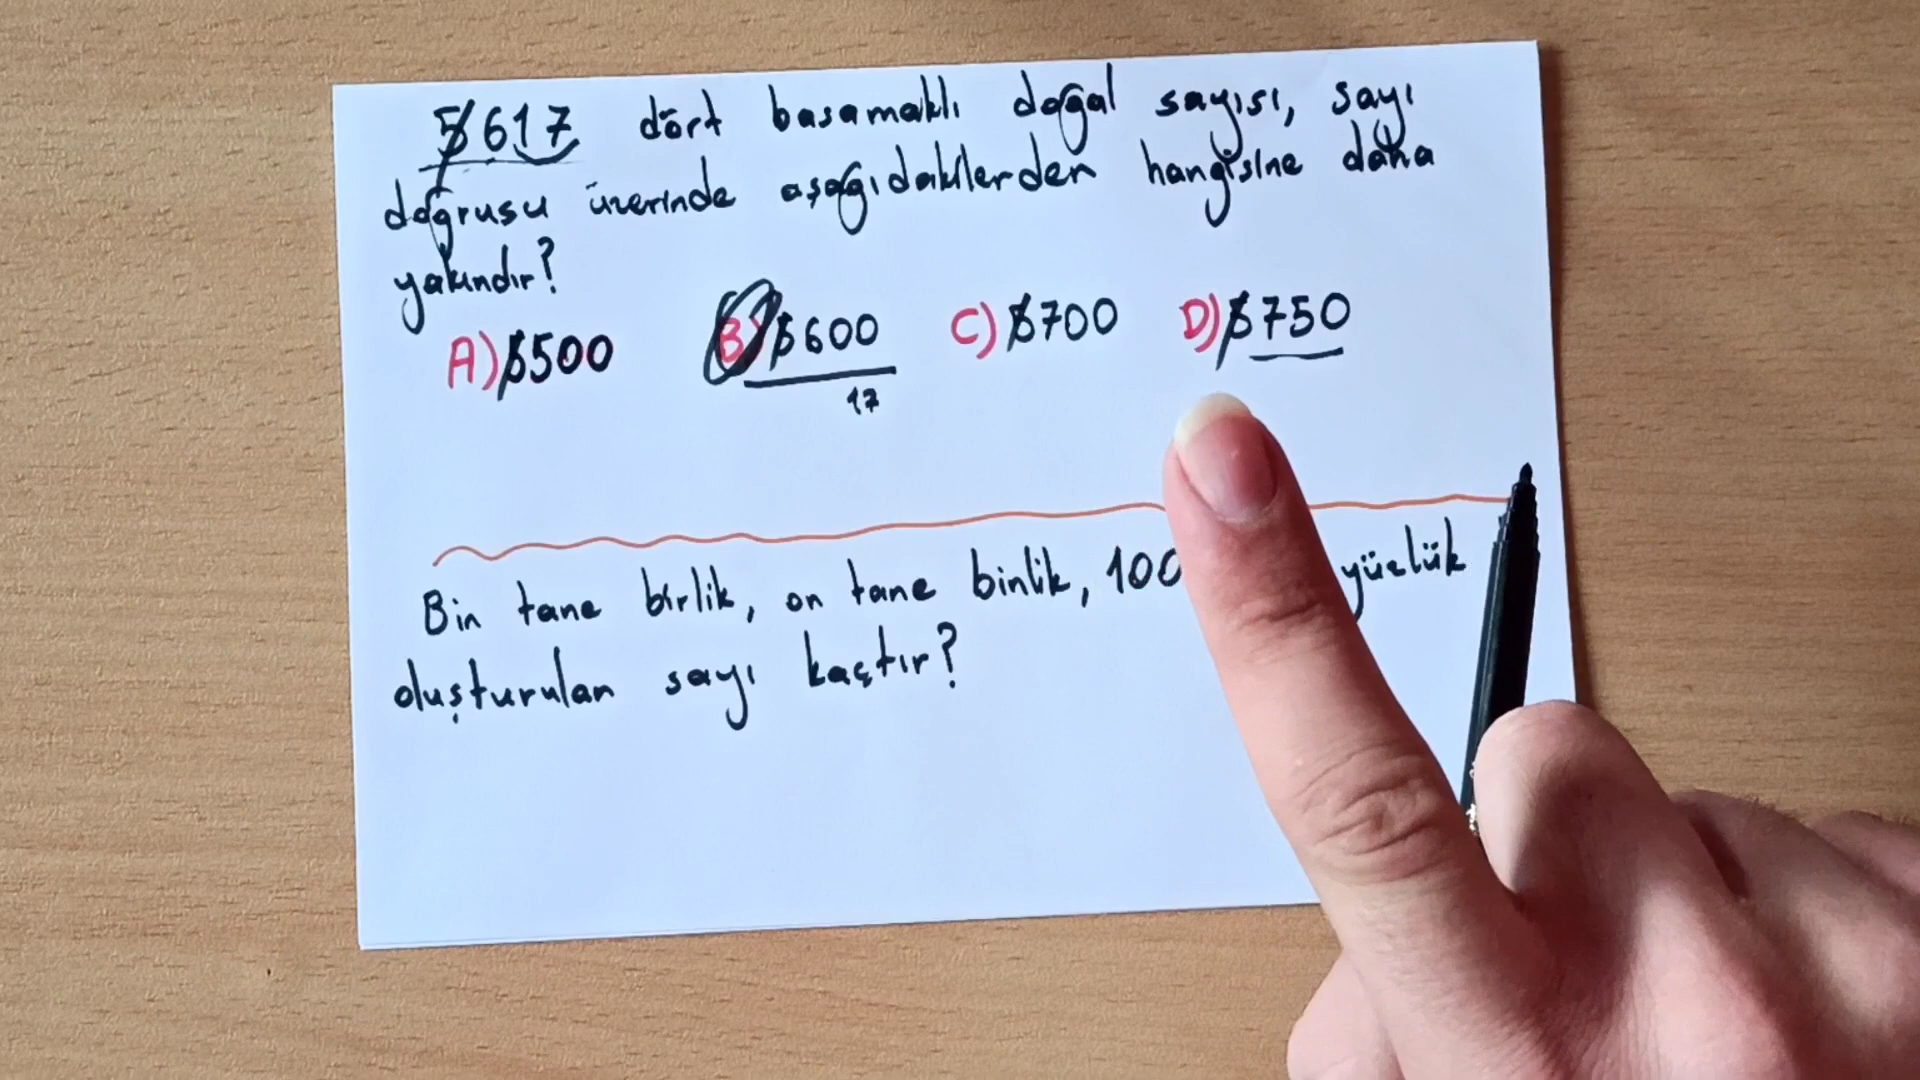 5617 dört basamaklı doğal sayısı, sayı
doğrusu üzerinde aşağıdakilerden hangisine daha
yakındır?
A) 5500 B) 5600 C) 5700 D) 5750
17
Bin tane birlik, on tane binlik, 100 yüzlük
oluşturulan sayı kaçtır?